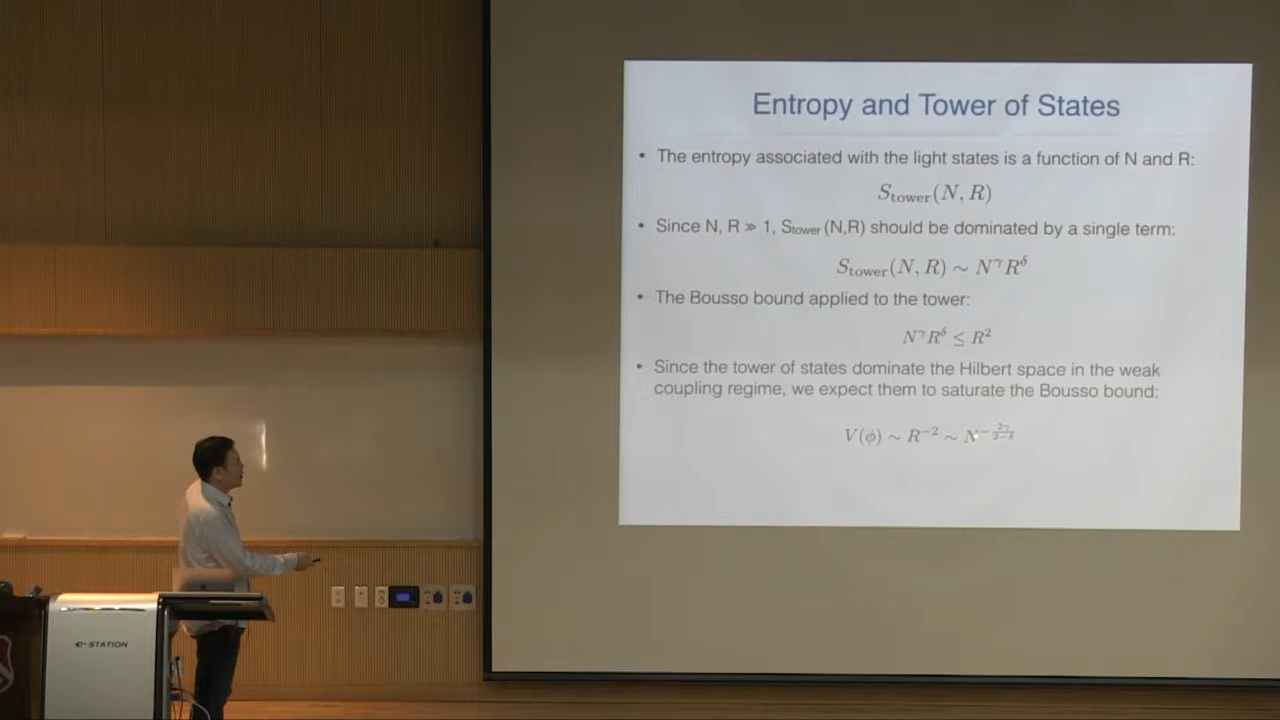 Entropy and Tower of States
• The entropy associated with the light states is a function of N and R:
S_tower(N, R)
• Since N, R ≫ 1, S_tower (N,R) should be dominated by a single term:
S_tower(N, R) ∼ N^γ R^δ
• The Bousso bound applied to the tower:
N^γ R^δ ≤ R^2
• Since the tower of states dominate the Hilbert space in the weak
coupling regime, we expect them to saturate the Bousso bound:
V(ϕ) ∼ R^{-2} ∼ N^{-\frac{2γ}{2-δ}}
e-STATION